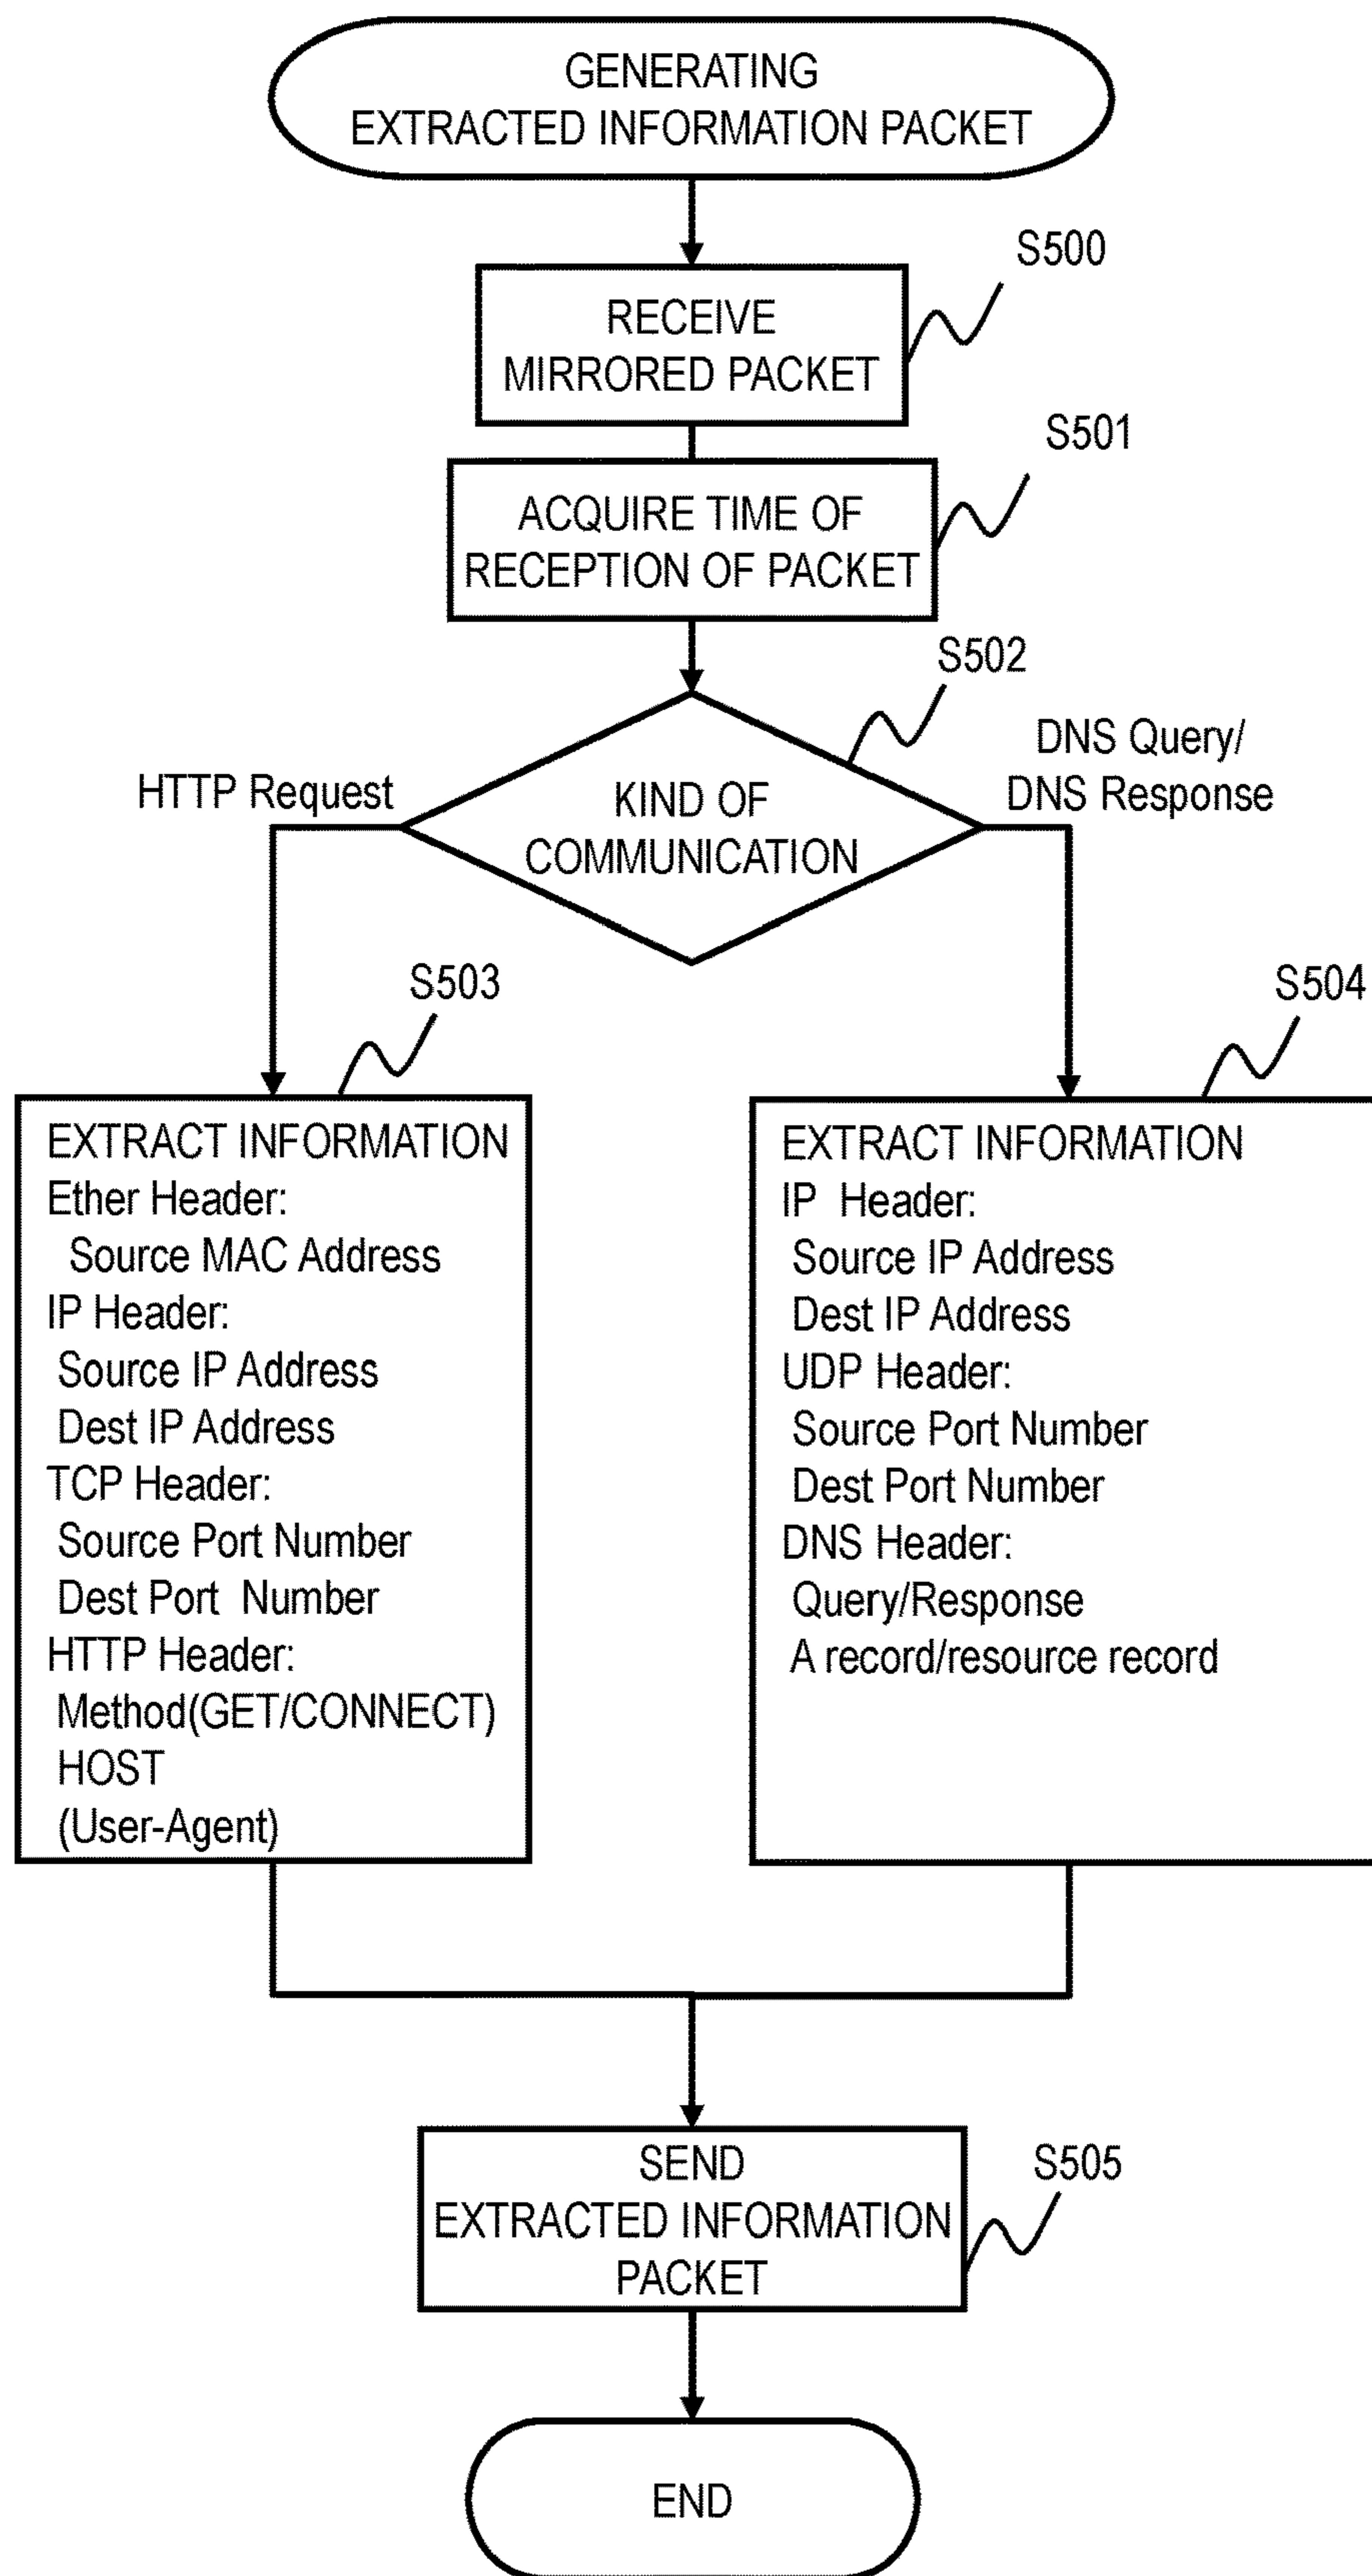 GENERATING
EXTRACTED INFORMATION PACKET
S500
RECEIVE
MIRRORED PACKET
S501
ACQUIRE TIME OF
RECEPTION OF PACKET
S502
HTTP Request
KIND OF
COMMUNICATION
DNS Query/
DNS Response
S503
EXTRACT INFORMATION
Ether Header:
Source MAC Address
IP Header:
Source IP Address
Dest IP Address
TCP Header:
Source Port Number
Dest Port Number
HTTP Header:
Method(GET/CONNECT)
HOST
(User-Agent)
S504
EXTRACT INFORMATION
IP Header:
Source IP Address
Dest IP Address
UDP Header:
Source Port Number
Dest Port Number
DNS Header:
Query/Response
A record/resource record
SEND
EXTRACTED INFORMATION
PACKET
S505
END